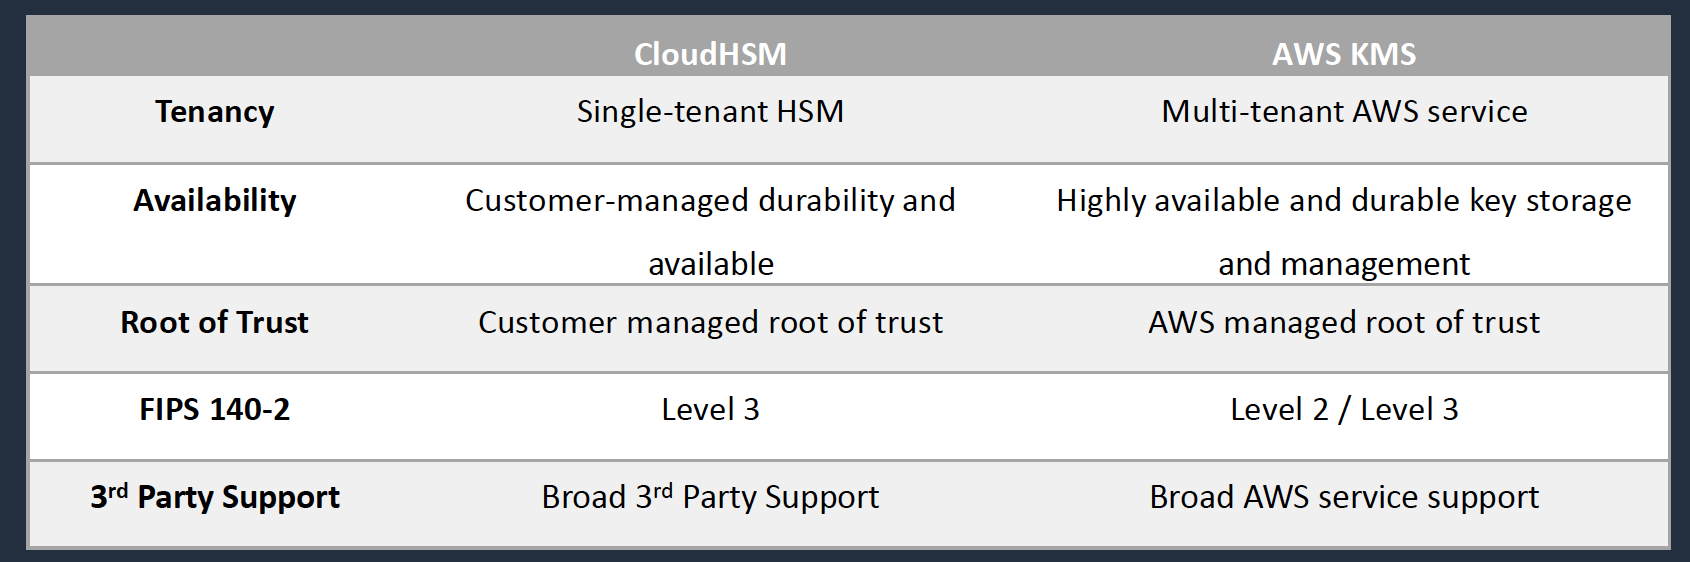 CloudHSM AWS KMS
Tenancy Single-tenant HSM Multi-tenant AWS service
Availability Customer-managed durability and Highly available and durable key storage
available and management
Root of Trust Customer managed root of trust AWS managed root of trust
FIPS 140-2 Level 3 Level 2 / Level 3
3rd Party Support Broad 3rd Party Support Broad AWS service support